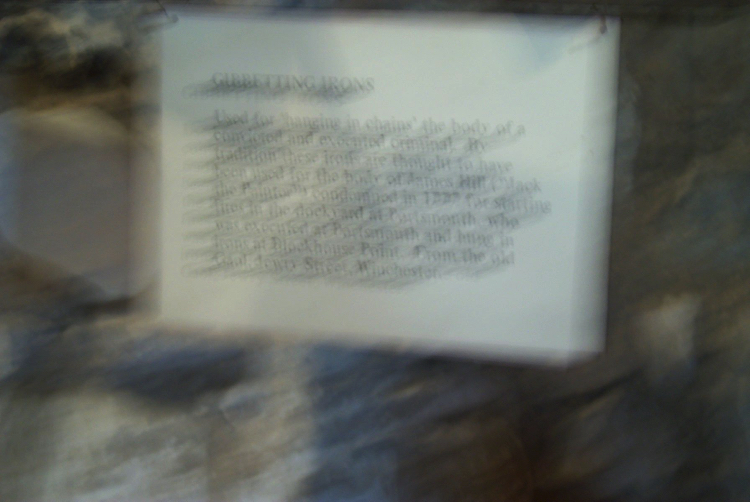 GIBBETTING IRONS
Used for 'hanging in chains' the body of a
convicted and executed criminal. By
tradition these irons are thought to have
been used for the body of James Hill ('Jack
the Painter') convicted in 1777 for starting
fires in the dockyard at Portsmouth, who
was executed at Portsmouth and hung in
irons at Blockhouse Point. From the old
Gaol Jewry Street Winchester